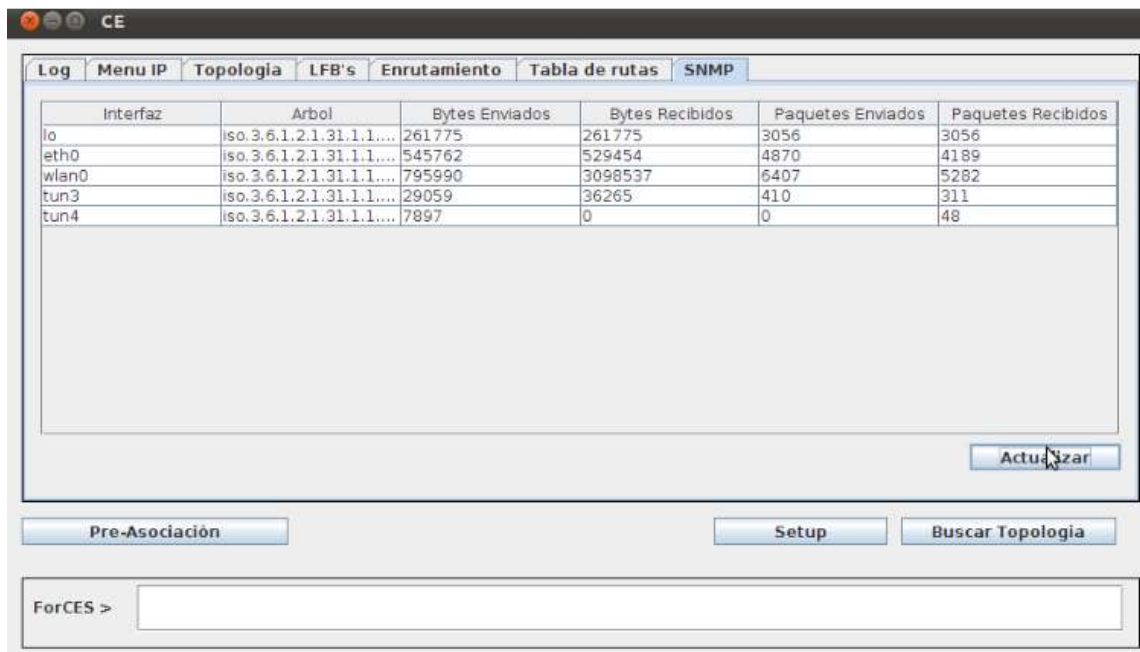 CE
Log Menu IP Topologia LFB's Enrutamiento Tabla de rutas SNMP
Interfaz Arbol Bytes Enviados Bytes Recibidos Paquetes Enviados Paquetes Recibidos
lo iso.3.6.1.2.1.31.1.1.... 261775 261775 3056 3056
eth0 iso.3.6.1.2.1.31.1.1.... 545762 529454 4870 4189
wlan0 iso.3.6.1.2.1.31.1.1.... 795990 3098537 6407 5282
tun3 iso.3.6.1.2.1.31.1.1.... 29059 36265 410 311
tun4 iso.3.6.1.2.1.31.1.1.... 7897 0 0 48
Actualizar
Pre-Asociación Setup Buscar Topologia
ForCES >